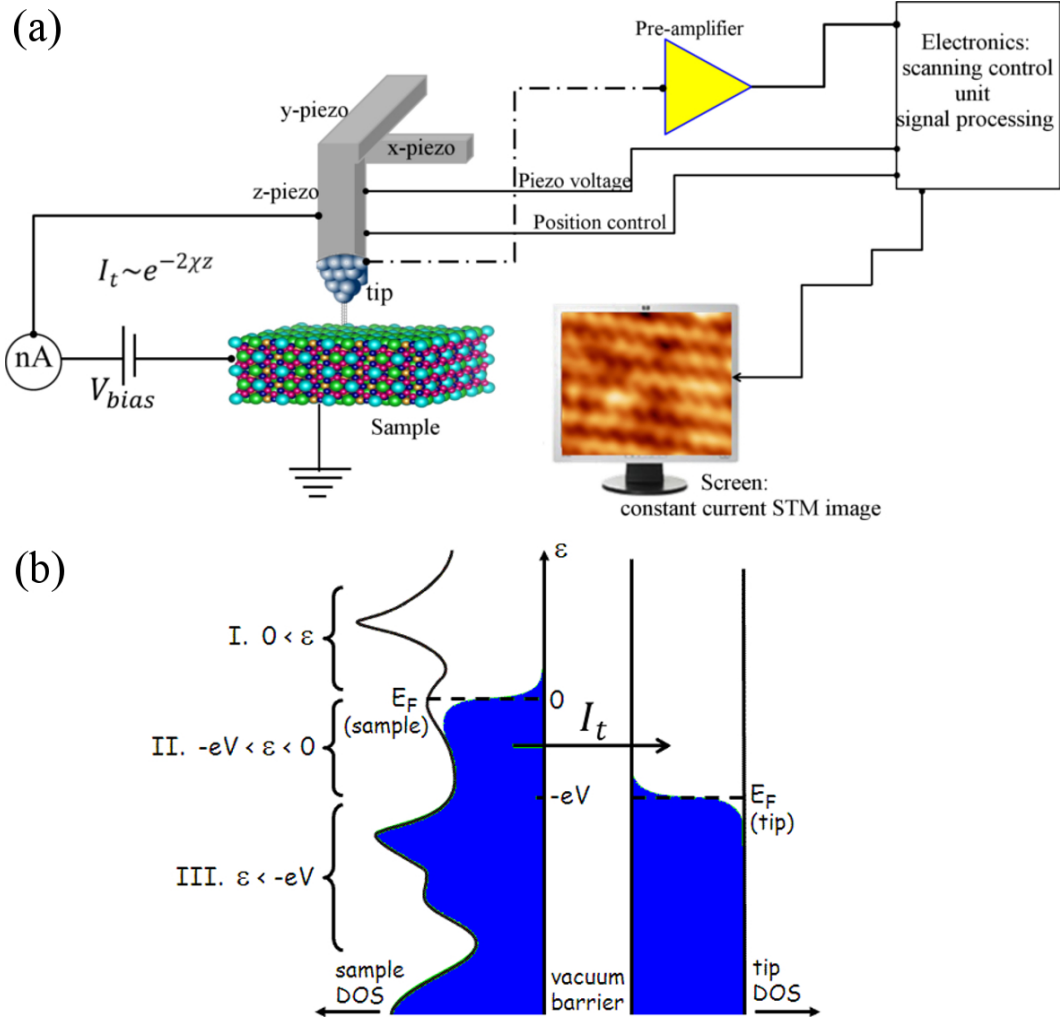 (a)
Pre-amplifier
Electronics:
scanning control
unit
signal processing
y-piezo
x-piezo
z-piezo
Piezo voltage
Position control
I_t~e^{-2χz}
tip
nA
V_{bias}
Sample
Screen:
constant current STM image
(b)
ε
I. 0 < ε
E_F
(sample)
0
I_t
II. -eV < ε < 0
-eV
E_F
(tip)
III. ε < -eV
sample
DOS
vacuum
barrier
tip
DOS